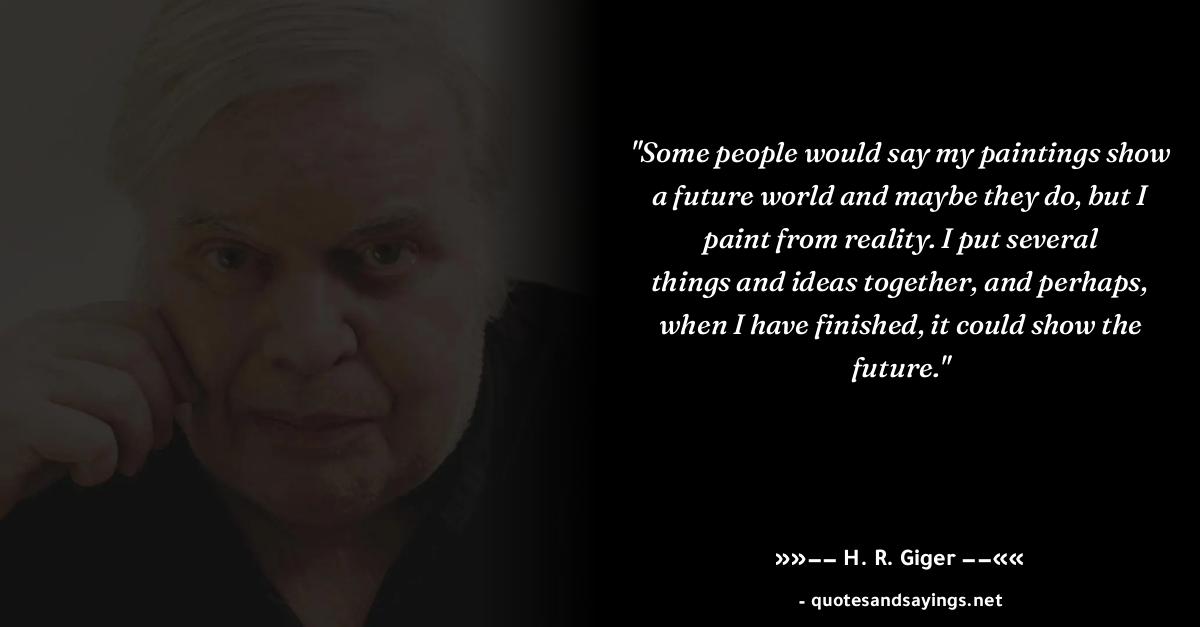 "Some people would say my paintings show
a future world and maybe they do, but I
paint from reality. I put several
things and ideas together, and perhaps,
when I have finished, it could show the
future."
»»–– H. R. Giger ––««
- quotesandsayings.net